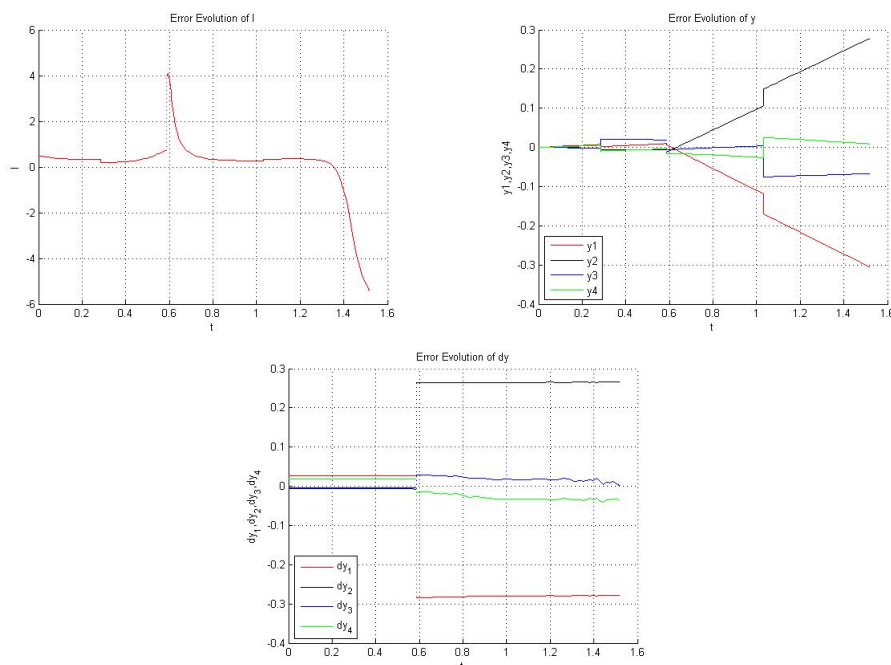 Error Evolution of l
6
4
2
0
-2
-4
-6
l
0 0.2 0.4 0.6 0.8 1 1.2 1.4 1.6
t
Error Evolution of y
0.3
0.2
0.1
0
-0.1
-0.2
-0.3
-0.4
y1,y2,y3,y4
y1
y2
y3
y4
0 0.2 0.4 0.6 0.8 1 1.2 1.4 1.6
t
Error Evolution of dy
0.3
0.2
0.1
0
-0.1
-0.2
-0.3
-0.4
dy1,dy2,dy3,dy4
dy1
dy2
dy3
dy4
0 0.2 0.4 0.6 0.8 1 1.2 1.4 1.6